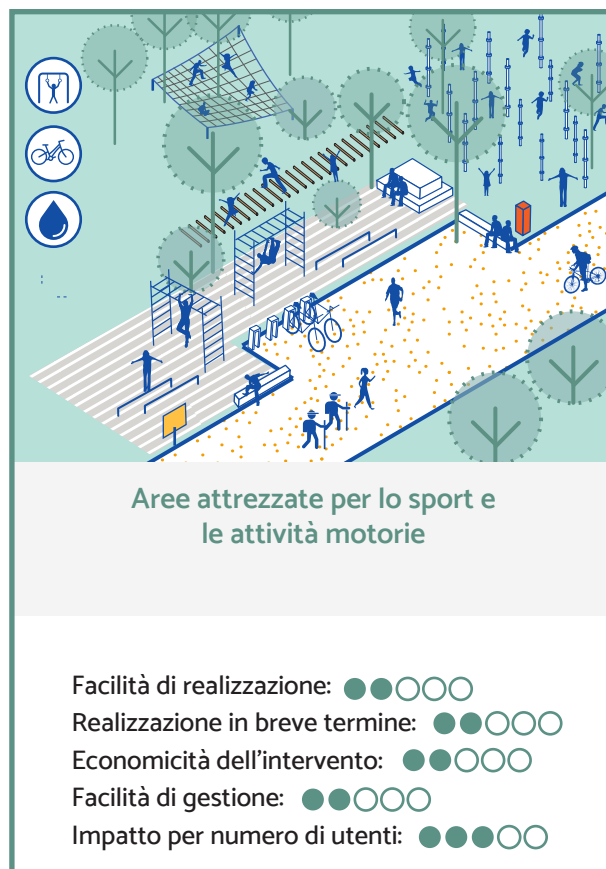 Aree attrezzate per lo sport e
le attività motorie
Facilità di realizzazione:
Realizzazione in breve termine:
Economicità dell'intervento:
Facilità di gestione:
Impatto per numero di utenti: